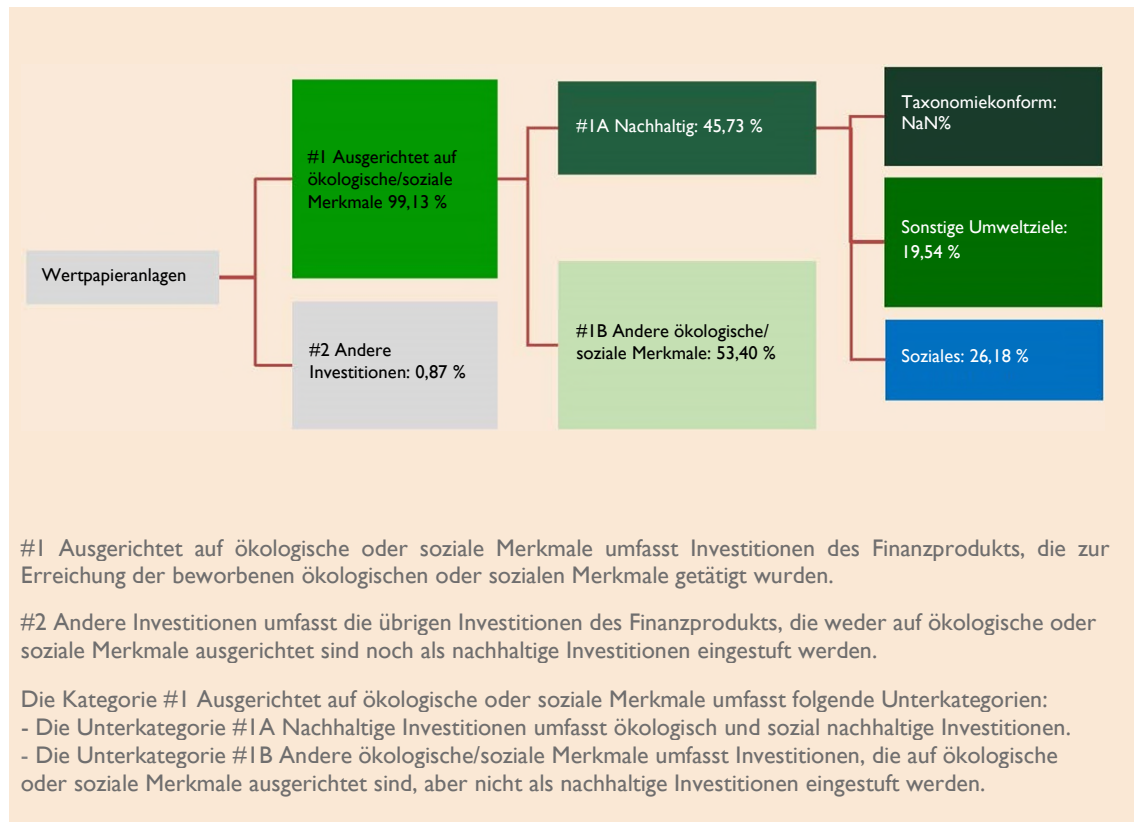 Wertpapieranlagen
#1 Ausgerichtet auf
ökologische/soziale
Merkmale 99,13 %
#2 Andere
Investitionen: 0,87 %
#1A Nachhaltig: 45,73 %
#1B Andere ökologische/
soziale Merkmale: 53,40 %
Taxonomiekonform:
NaN%
Sonstige Umweltziele:
19,54 %
Soziales: 26,18 %
#1 Ausgerichtet auf ökologische oder soziale Merkmale umfasst Investitionen des Finanzprodukts, die zur
Erreichung der beworbenen ökologischen oder sozialen Merkmale getätigt wurden.
#2 Andere Investitionen umfasst die übrigen Investitionen des Finanzprodukts, die weder auf ökologische oder
soziale Merkmale ausgerichtet sind noch als nachhaltige Investitionen eingestuft werden.
Die Kategorie #1 Ausgerichtet auf ökologische oder soziale Merkmale umfasst folgende Unterkategorien:
- Die Unterkategorie #1A Nachhaltige Investitionen umfasst ökologisch und sozial nachhaltige Investitionen.
- Die Unterkategorie #1B Andere ökologische/soziale Merkmale umfasst Investitionen, die auf ökologische
oder soziale Merkmale ausgerichtet sind, aber nicht als nachhaltige Investitionen eingestuft werden.